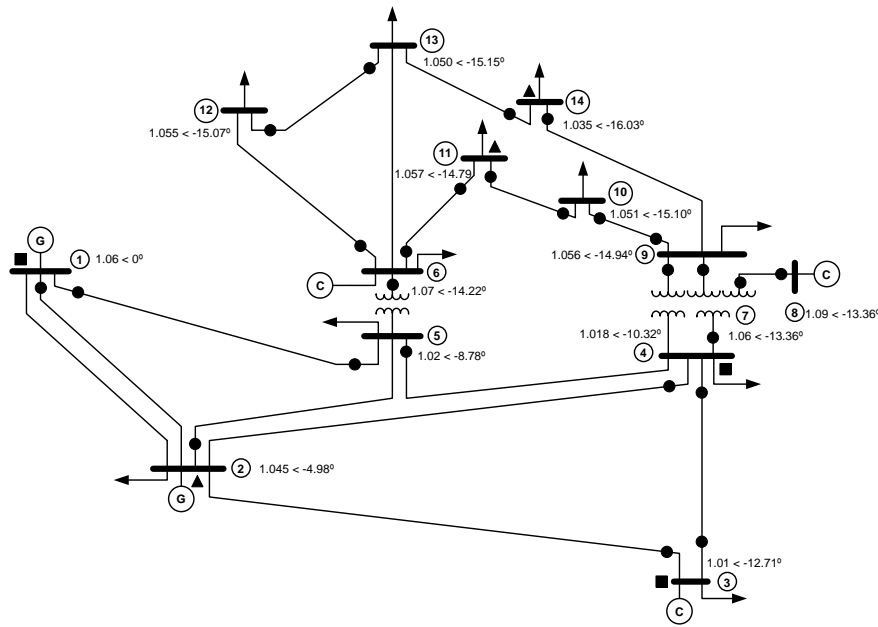 13
1.050 < -15.15º
12
1.055 < -15.07º
14
1.035 < -16.03º
11
1.057 < -14.79
10
1.051 < -15.10º
G
1
1.06 < 0º
9
1.056 < -14.94º
6
C
1.07 < -14.22º
C
8
1.09 < -13.36º
7
1.06 < -13.36º
5
1.02 < -8.78º
1.018 < -10.32º
4
2
1.045 < -4.98º
G
1.01 < -12.71º
3
C